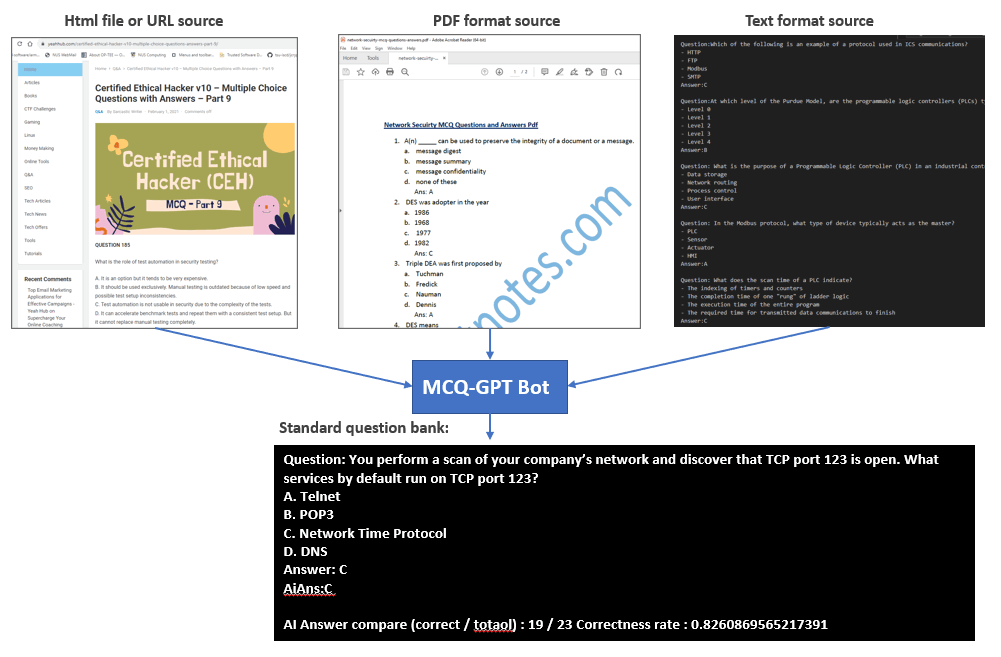 Html file or URL source
PDF format source
Text format source
yeahhub.com/certified-ethical-hacker-v10-multiple-choice-questions-answers-part-9/
NUS WebMail
NUS Computing
Home
Articles
Books
CTF Challenges
Gaming
Linux
Money Making
Online Tools
Q&A
SEO
Tech Articles
Tech News
Tech Offers
Tools
Tutorials
Recent Comments
Top Email Marketing
Applications for
Effective Campaigns -
Yeah Hub on
Supercharge Your
Online Coaching
Home > Q&A > Certified Ethical Hacker v10 – Multiple Choice Questions with Answers – Part 9
Certified Ethical Hacker v10 – Multiple Choice
Questions with Answers – Part 9
Q&A By Sarcastic Writer February 1, 2021 Comments off
Certified Ethical
Hacker (CEH)
MCQ - Part 9
QUESTION 185
What is the role of test automation in security testing?
A. It is an option but it tends to be very expensive.
B. It should be used exclusively. Manual testing is outdated because of low speed and
possible test setup inconsistencies.
C. Test automation is not usable in security due to the complexity of the tests.
D. It can accelerate benchmark tests and repeat them with a consistent test setup. But
it cannot replace manual testing completely.
network-security-mcq-questions-answers.pdf - Adobe Acrobat Reader (64-bit)
File Edit View Sign Window Help
Home Tools network-security-...
1 / 2
Network Secuirty MCQ Questions and Answers Pdf
1. A(n) _____ can be used to preserve the integrity of a document or a message.
a. message digest
b. message summary
c. message confidentiality
d. none of these
Ans: A
2. DES was adopter in the year
a. 1986
b. 1968
c. 1977
d. 1982
Ans: C
3. Triple DEA was first proposed by
a. Tuchman
b. Fredick
c. Nauman
d. Dennis
Ans: A
4. DES means
notes.com
Question:Which of the following is an example of a protocol used in ICS communications?
- HTTP
- FTP
- Modbus
- SMTP
Answer:C
Question:At which level of the Purdue Model, are the programmable logic controllers (PLCs) t
- Level 0
- Level 1
- Level 2
- Level 3
- Level 4
Answer:B
Question: What is the purpose of a Programmable Logic Controller (PLC) in an industrial cont
- Data storage
- Network routing
- Process control
- User interface
Answer:C
Question: In the Modbus protocol, what type of device typically acts as the master?
- PLC
- Sensor
- Actuator
- HMI
Answer:A
Question: What does the scan time of a PLC indicate?
- The indexing of timers and counters
- The completion time of one "rung" of ladder logic
- The execution time of the entire program
- The required time for transmitted data communications to finish
Answer:C
MCQ-GPT Bot
Standard question bank:
Question: You perform a scan of your company’s network and discover that TCP port 123 is open. What
services by default run on TCP port 123?
A. Telnet
B. POP3
C. Network Time Protocol
D. DNS
Answer: C
AiAns:C
AI Answer compare (correct / totaol) : 19 / 23 Correctness rate : 0.8260869565217391